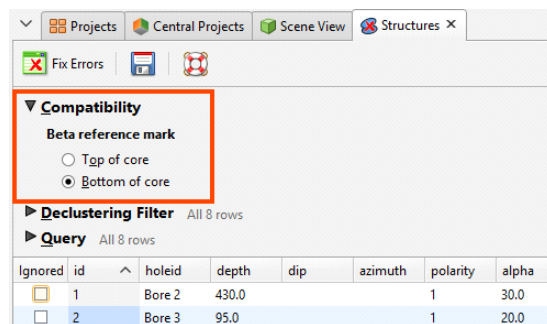 Projects Central Projects Scene View Structures
Fix Errors
Compatibility
Beta reference mark
Top of core
Bottom of core
Declustering Filter All 8 rows
Query All 8 rows
Ignored id holeid depth dip azimuth polarity alpha
1 Bore 2 430.0 1 30.0
2 Bore 3 95.0 1 20.0